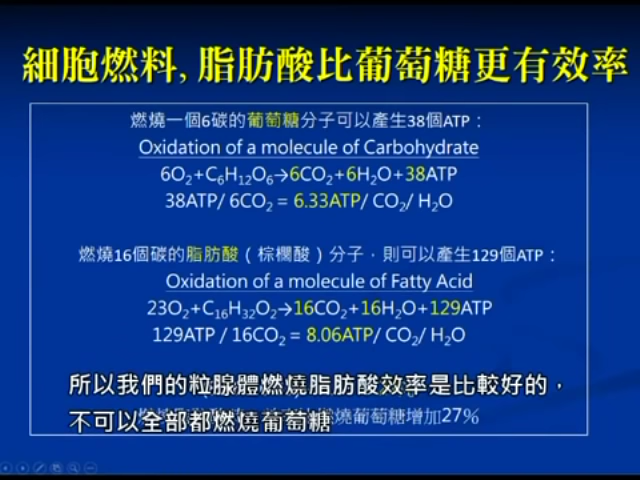 細胞燃料, 脂肪酸比葡萄糖更有效率
燃燒一個6碳的葡萄糖分子可以產生38個ATP：
Oxidation of a molecule of Carbohydrate
6O₂+C₆H₁₂O₆→6CO₂+6H₂O+38ATP
38ATP/ 6CO₂ = 6.33ATP/ CO₂/ H₂O
燃燒16個碳的脂肪酸（棕櫚酸）分子，則可以產生129個ATP：
Oxidation of a molecule of Fatty Acid
23O₂+C₁₆H₃₂O₂→16CO₂+16H₂O+129ATP
129ATP / 16CO₂ = 8.06ATP/ CO₂/ H₂O
所以我們的粒腺體燃燒脂肪酸效率是比較好的，
不可以全部都燃燒葡萄糖
燃燒葡萄糖增加27%